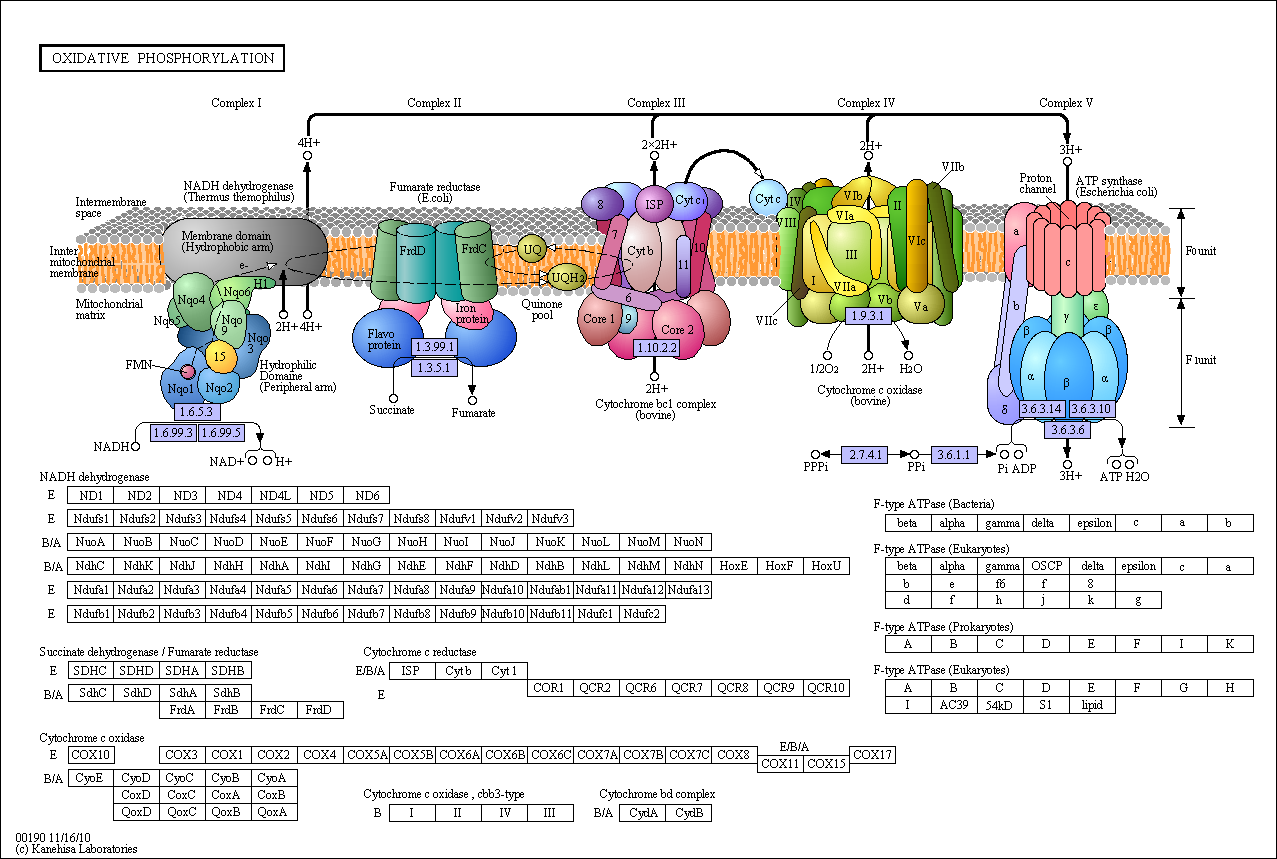 OXIDATIVE PHOSPHORYLATION
Complex I
Complex II
Complex III
Complex IV
Complex V
4H+
2×2H+
2H+
3H+
NADH dehydrogenase
(Thermus themophilus)
Fumarate reductase
(E.coli)
Intermembrane
space
Innter
mitochondrial
membrane
Mitochondrial
matrix
Membrane domain
(Hydrophobic arm)
e-
H1
Nqo4
Nqo6
Nqo5
Nqo
9
Nqo
3
15
FMN
Nqo1
Nqo2
2H+ 4H+
Hydrophilic
Domaine
(Peripheral arm)
1.6.5.3
1.6.99.3
1.6.99.5
NADH
NAD+
H+
FrdD
FrdC
Flavo
protein
Iron
protein
1.3.99.1
1.3.5.1
Succinate
Fumarate
UQ
UQH2
Quinone
pool
8
ISP
Cyt c1
7
Cyt b
10
11
6
9
Core 1
Core 2
1.10.2.2
2H+
Cytochrome bc1 complex
(bovine)
Cyt c
VIIb
IV
VIb
II
VIII
VIa
VIc
III
I
VIIa
VIIc
Vb
Va
1.9.3.1
1/2O2
2H+
H2O
Cytochrome c oxidase
(bovine)
Proton
channel
ATP synthase
(Escherichia coli)
a
c
b
γ
ε
β
β
α
β
α
δ
3.6.3.14
3.6.3.10
3.6.3.6
F0 unit
F1 unit
PPPi
2.7.4.1
PPi
3.6.1.1
Pi ADP
3H+
ATP H2O
NADH dehydrogenase
E ND1 ND2 ND3 ND4 ND4L ND5 ND6
E Ndufs1 Ndufs2 Ndufs3 Ndufs4 Ndufs5 Ndufs6 Ndufs7 Ndufs8 Ndufv1 Ndufv2 Ndufv3
B/A NuoA NuoB NuoC NuoD NuoE NuoF NuoG NuoH NuoI NuoJ NuoK NuoL NuoM NuoN
B/A NdhC NdhK NdhJ NdhH NdhA NdhI NdhG NdhE NdhF NdhD NdhB NdhL NdhM NdhN HoxE HoxF HoxU
E Ndufa1 Ndufa2 Ndufa3 Ndufa4 Ndufa5 Ndufa6 Ndufa7 Ndufa8 Ndufa9 Ndufa10 Ndufab1 Ndufa11 Ndufa12 Ndufa13
E Ndufb1 Ndufb2 Ndufb3 Ndufb4 Ndufb5 Ndufb6 Ndufb7 Ndufb8 Ndufb9 Ndufb10 Ndufb11 Ndufc1 Ndufc2
Succinate dehydrogenase / Fumarate reductase
E SDHC SDHD SDHA SDHB
B/A SdhC SdhD SdhA SdhB
FrdA FrdB FrdC FrdD
Cytochrome c reductase
E/B/A ISP Cyt b Cyt 1
E COR1 QCR2 QCR6 QCR7 QCR8 QCR9 QCR10
Cytochrome c oxidase
E COX10 COX3 COX1 COX2 COX4 COX5A COX5B COX6A COX6B COX6C COX7A COX7B COX7C COX8
E/B/A
COX11 COX15
COX17
B/A CyoE CyoD CyoC CyoB CyoA
CoxD CoxC CoxA CoxB
QoxD QoxC QoxB QoxA
Cytochrome c oxidase , cbb3-type
B I II IV III
Cytochrome bd complex
B/A CydA CydB
F-type ATPase (Bacteria)
beta alpha gamma delta epsilon c a b
F-type ATPase (Eukaryotes)
beta alpha gamma OSCP delta epsilon c a
b e f6 f 8
d f h j k g
F-type ATPase (Prokaryotes)
A B C D E F I K
F-type ATPase (Eukaryotes)
A B C D E F G H
I AC39 54kD S1 lipid
00190 11/16/10
(c) Kanehisa Laboratories